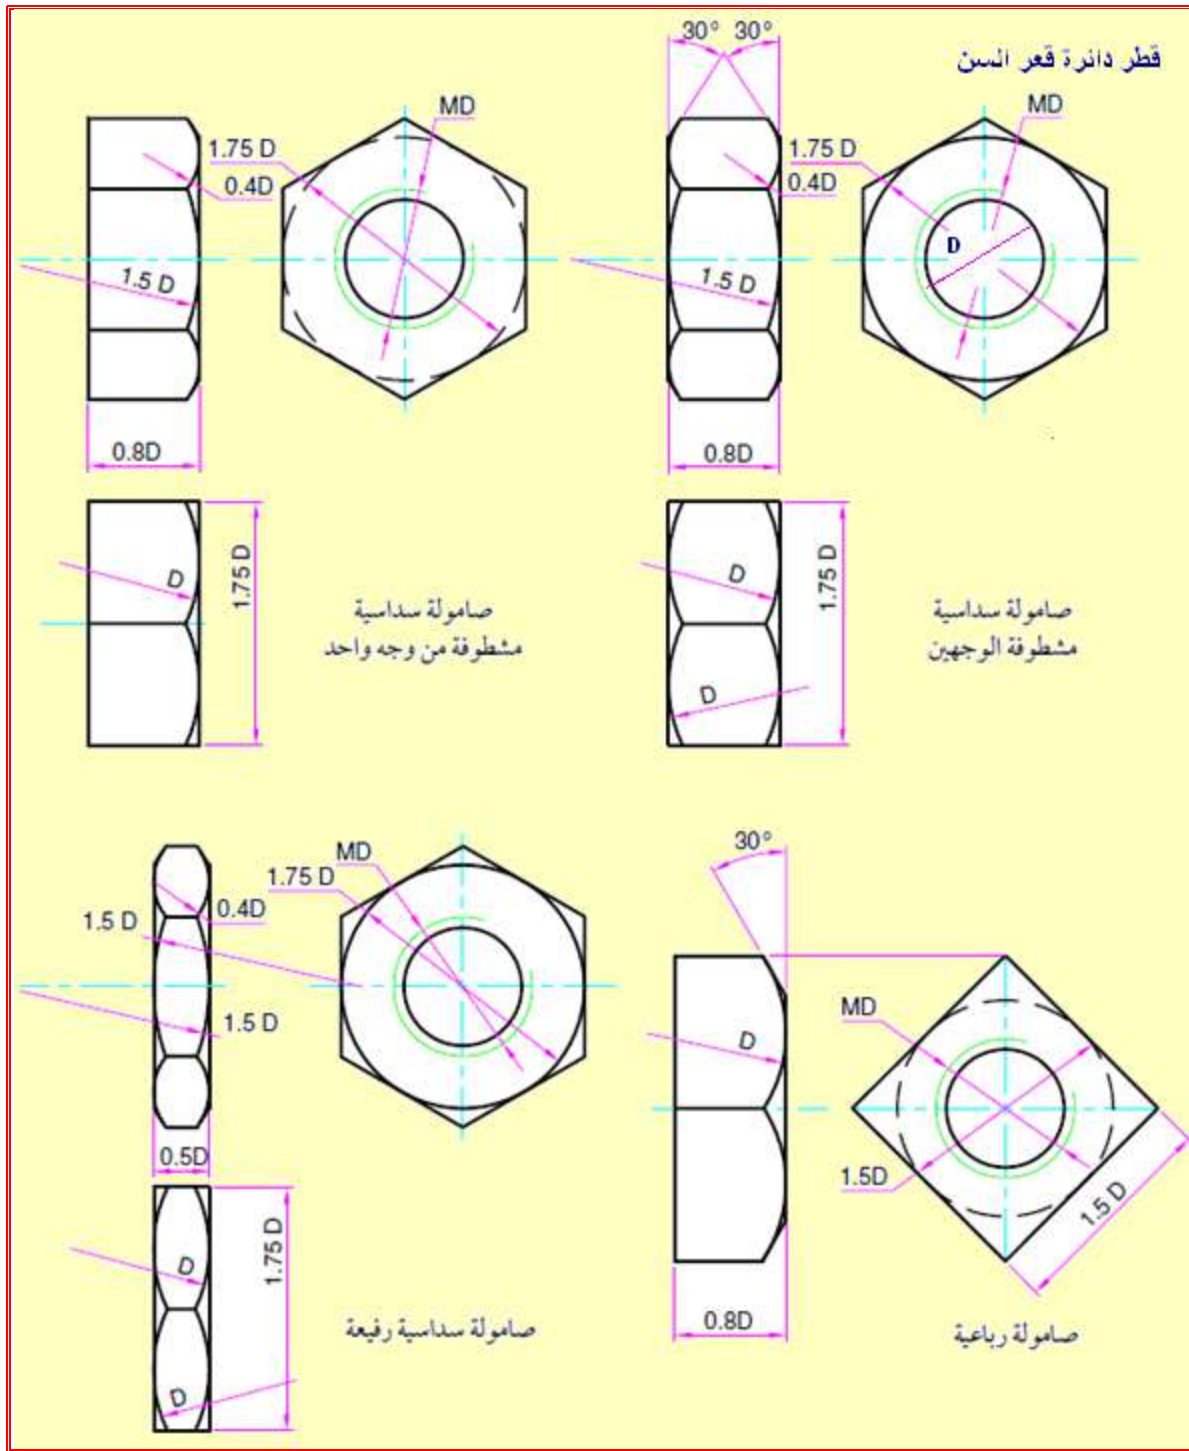 قطر دائرة قعر السن
30° 30°
MD
1.75 D
0.4D
1.5 D
0.8D
D
1.75 D
صامولة سداسية
مشطوفة من وجه واحد
MD
1.75 D
0.4D
D
1.5 D
0.8D
D
1.75 D
D
صامولة سداسية
مشطوفة الوجهين
MD
1.75 D
0.4D
1.5 D
1.5 D
0.5D
D
1.75 D
D
صامولة سداسية رفيعة
30°
MD
D
1.5D
1.5 D
0.8D
صامولة رباعية